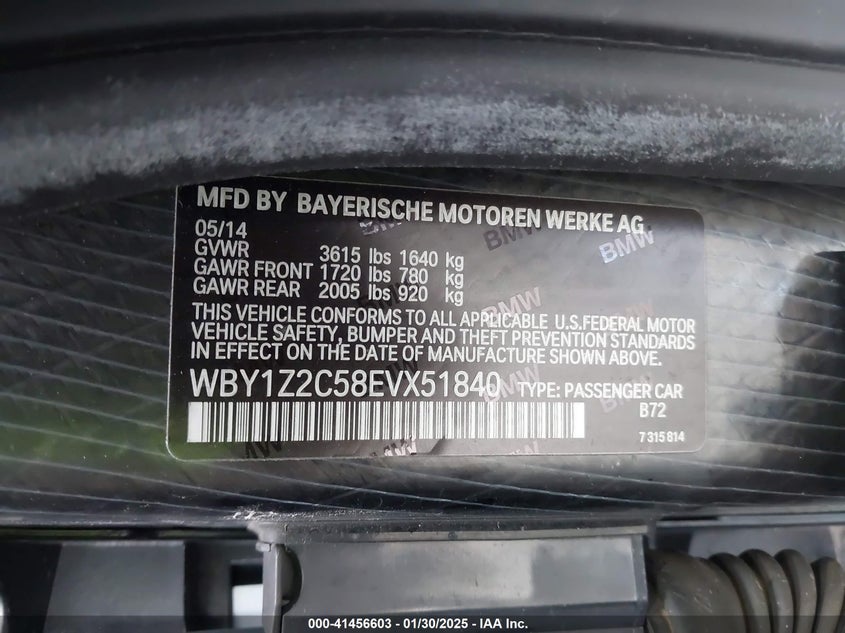 MFD BY BAYERISCHE MOTOREN WERKE AG
05/14
GVWR 3615 lbs 1640 kg
GAWR FRONT 1720 lbs 780 kg
GAWR REAR 2005 lbs 920 kg
THIS VEHICLE CONFORMS TO ALL APPLICABLE U.S.FEDERAL MOTOR
VEHICLE SAFETY, BUMPER AND THEFT PREVENTION STANDARDS
IN EFFECT ON THE DATE OF MANUFACTURE SHOWN ABOVE.
WBY1Z2C58EVX51840 TYPE: PASSENGER CAR
B72
7 315 814
BMW
BMW
BMW
000-41456603 - 01/30/2025 - IAA Inc.